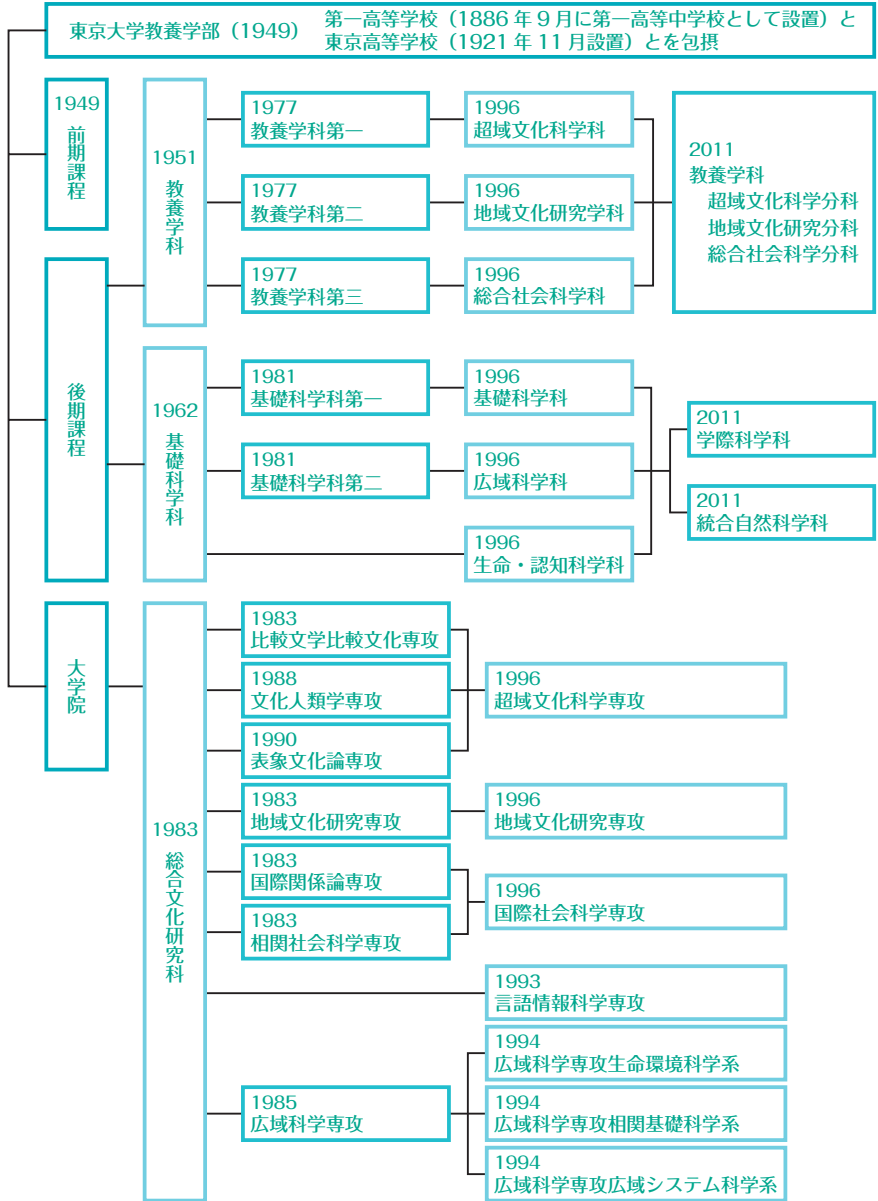 東京大学教養学部（1949）
第一高等学校（1886 年 9 月に第一高等中学校として設置）と
東京高等学校（1921 年 11 月設置）とを包摂
1949
前期課程
1951
教養学科
1977
教養学科第一
1996
超域文化科学科
1977
教養学科第二
1996
地域文化研究学科
1977
教養学科第三
1996
総合社会科学科
2011
教養学科
超域文化科学分科
地域文化研究分科
総合社会科学分科
後期課程
1962
基礎科学科
1981
基礎科学科第一
1996
基礎科学科
1981
基礎科学科第二
1996
広域科学科
1996
生命・認知科学科
2011
学際科学科
2011
統合自然科学科
大学院
1983
総合文化研究科
1983
比較文学比較文化専攻
1988
文化人類学専攻
1990
表象文化論専攻
1996
超域文化科学専攻
1983
地域文化研究専攻
1996
地域文化研究専攻
1983
国際関係論専攻
1983
相関社会科学専攻
1996
国際社会科学専攻
1993
言語情報科学専攻
1985
広域科学専攻
1994
広域科学専攻生命環境科学系
1994
広域科学専攻相関基礎科学系
1994
広域科学専攻広域システム科学系